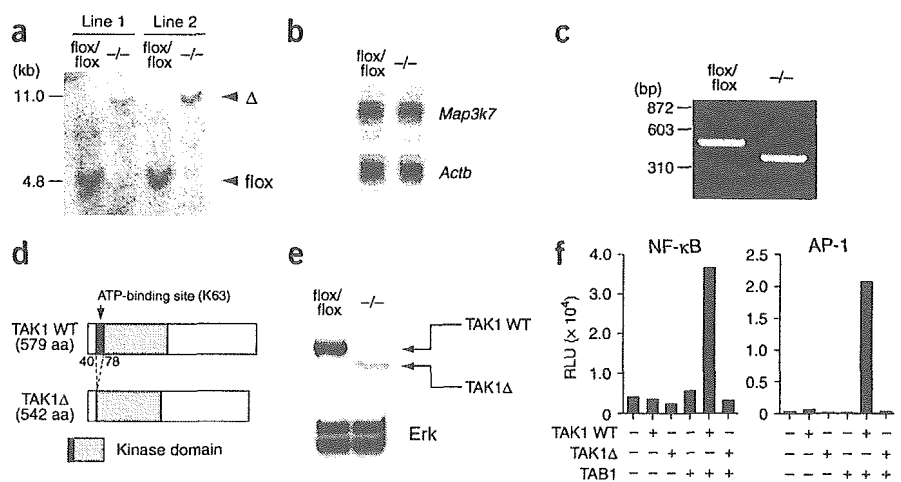 a
Line 1 Line 2
flox/flox -/- flox/flox -/-
(kb)
11.0
Δ
4.8
flox
b
flox/flox -/-
Map3k7
Actb
c
flox/flox -/-
(bp)
872
603
310
d
ATP-binding site (K63)
TAK1 WT
(579 aa)
40 78
TAK1Δ
(542 aa)
Kinase domain
e
flox/flox -/-
TAK1 WT
TAK1Δ
Erk
f
NF-κB AP-1
RLU (× 10⁴)
4.0 2.5
3.0 2.0
2.0 1.5
1.0 1.0
0 0.5
0
TAK1 WT - + - - + - - + - - + -
TAK1Δ - - + - - + - - + - - +
TAB1 - - - + + + - - - + + +